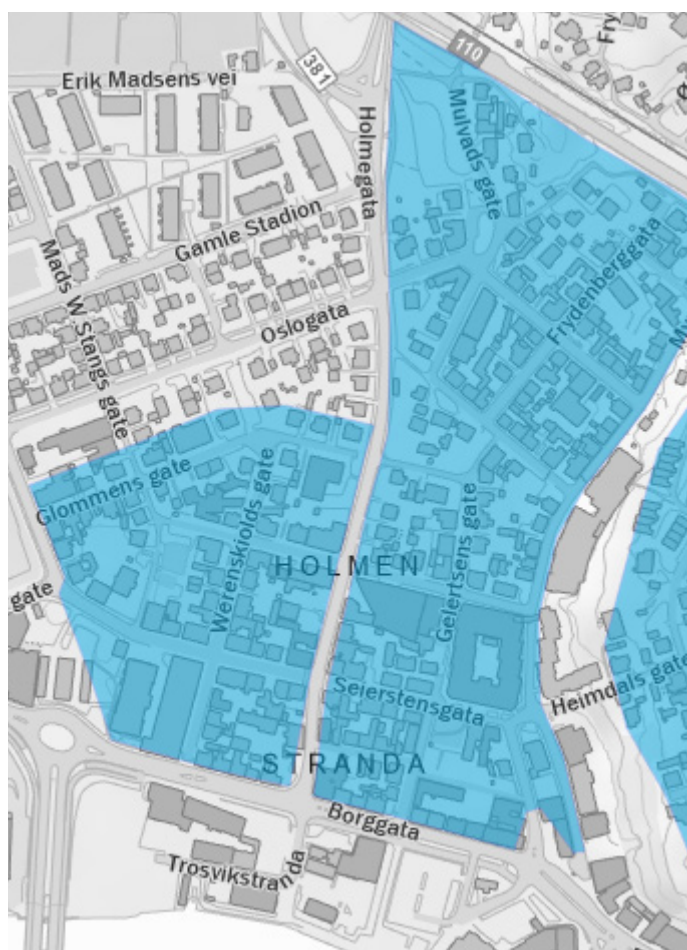 Fry
110
381
Erik Madsens vei
Holmegata
Mulvads gate
Gamle Stadion
Mads W. Stangs gate
Oslogata
Frydenberggata
Glommens gate
Werenskiolds gate
Gelertsens gate
HOLMEN
gate
Seierstensgata
Heimdals gate
STRANDA
Borggata
Trosvikstranda